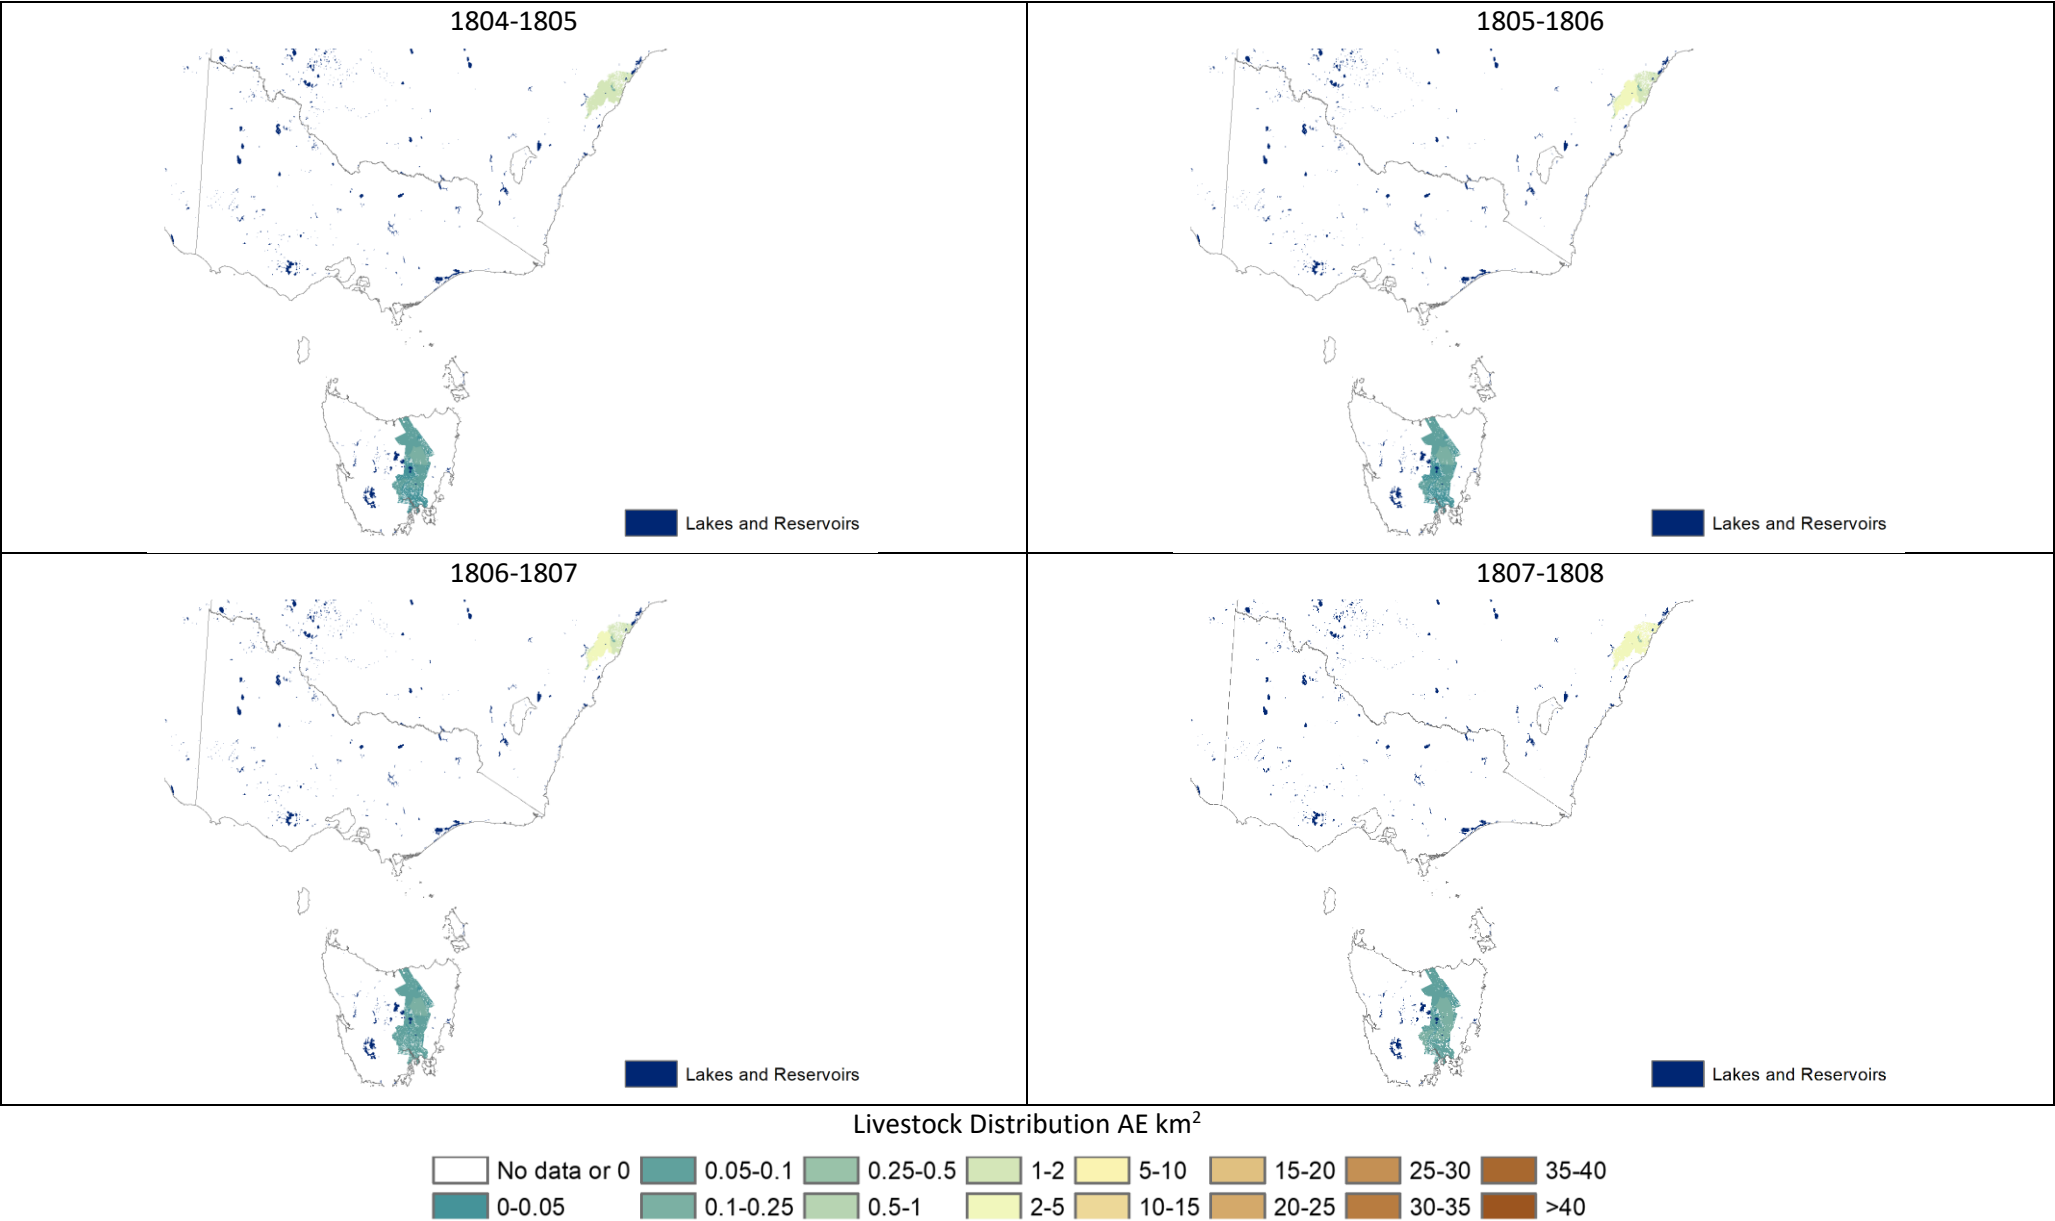 1804-1805
1805-1806
Lakes and Reservoirs
Lakes and Reservoirs
1806-1807
1807-1808
Lakes and Reservoirs
Lakes and Reservoirs
Livestock Distribution AE km²
No data or 0 0.05-0.1 0.25-0.5 1-2 5-10 15-20 25-30 35-40
0-0.05 0.1-0.25 0.5-1 2-5 10-15 20-25 30-35 >40